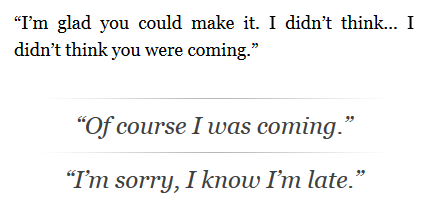 “I’m glad you could make it. I didn’t think... I
didn’t think you were coming.”
“Of course I was coming.”
“I’m sorry, I know I’m late.”